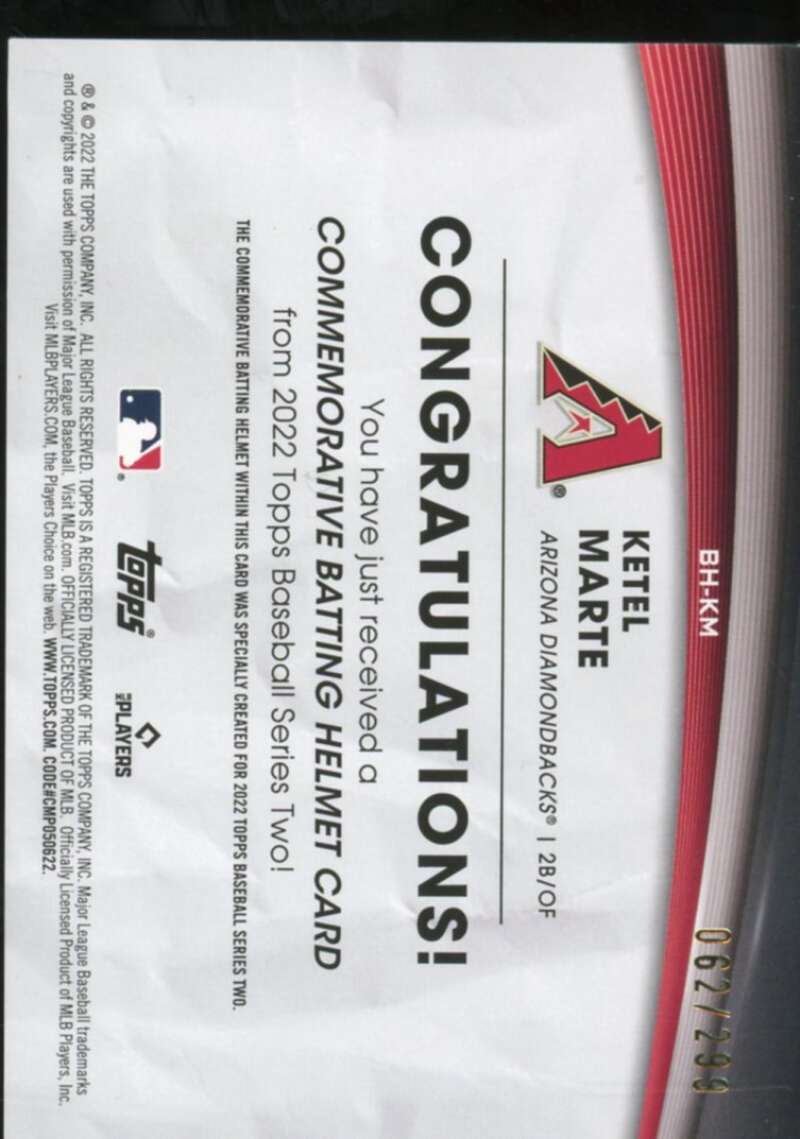 BH-KM
062/299
KETEL
MARTE
ARIZONA DIAMONDBACKS® | 2B/OF
CONGRATULATIONS!
You have just received a
COMMEMORATIVE BATTING HELMET CARD
from 2022 Topps Baseball Series Two!
THE COMMEMORATIVE BATTING HELMET WITHIN THIS CARD WAS SPECIALLY CREATED FOR 2022 TOPPS BASEBALL SERIES TWO.
topps®
MLB PLAYERS
® & © 2022 THE TOPPS COMPANY, INC. ALL RIGHTS RESERVED. TOPPS IS A REGISTERED TRADEMARK OF THE TOPPS COMPANY, INC. Major League Baseball trademarks
and copyrights are used with permission of Major League Baseball. Visit MLB.com. OFFICIALLY LICENSED PRODUCT OF MLB. Officially Licensed Product of MLB Players, Inc.
Visit MLBPLAYERS.COM, the Players Choice on the web. WWW.TOPPS.COM. CODE#CMP050622.